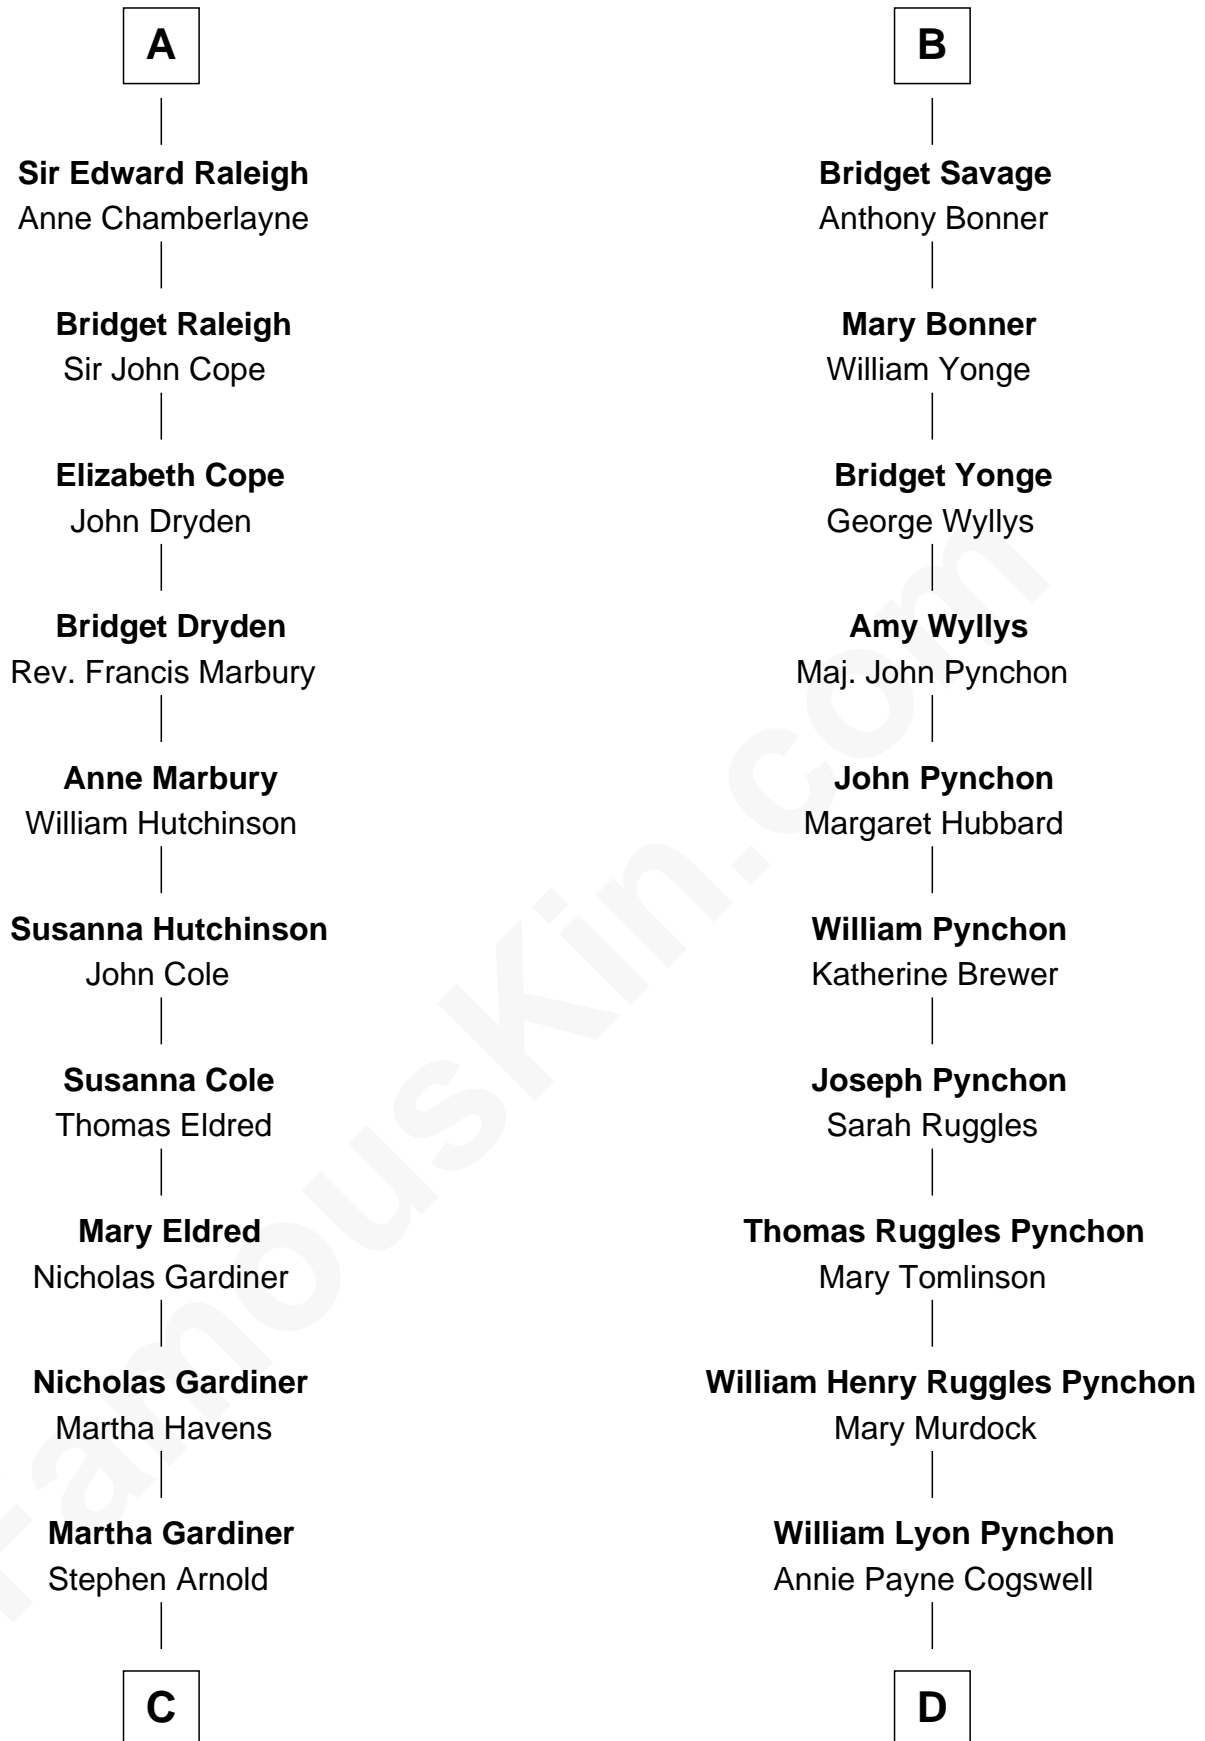 A
Sir Edward Raleigh
Anne Chamberlayne
Bridget Raleigh
Sir John Cope
Elizabeth Cope
John Dryden
Bridget Dryden
Rev. Francis Marbury
Anne Marbury
William Hutchinson
Susanna Hutchinson
John Cole
Susanna Cole
Thomas Eldred
Mary Eldred
Nicholas Gardiner
Nicholas Gardiner
Martha Havens
Martha Gardiner
Stephen Arnold
C
B
Bridget Savage
Anthony Bonner
Mary Bonner
William Yonge
Bridget Yonge
George Wyllys
Amy Wyllys
Maj. John Pynchon
John Pynchon
Margaret Hubbard
William Pynchon
Katherine Brewer
Joseph Pynchon
Sarah Ruggles
Thomas Ruggles Pynchon
Mary Tomlinson
William Henry Ruggles Pynchon
Mary Murdock
William Lyon Pynchon
Annie Payne Cogswell
D
FamousKin.com